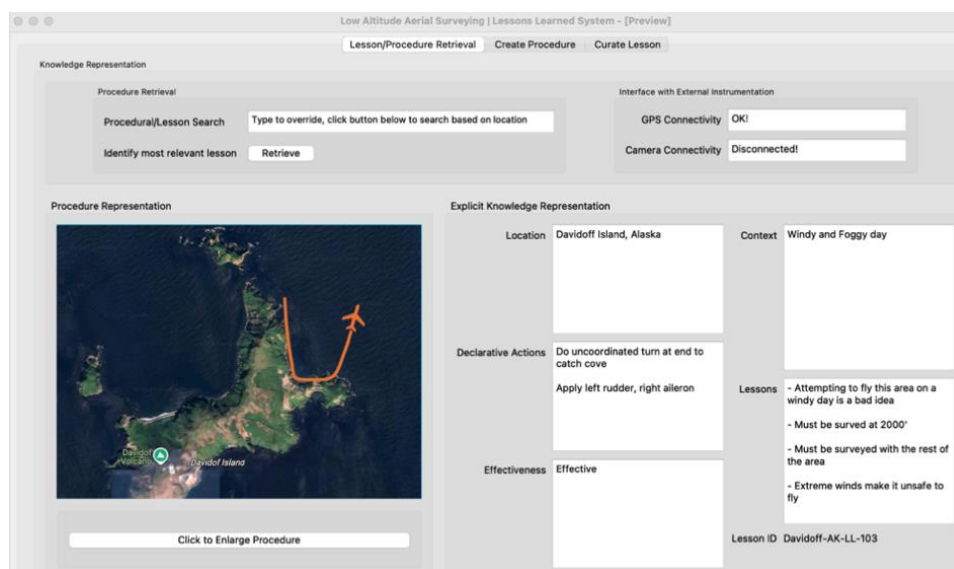 Low Altitude Aerial Surveying | Lessons Learned System - [Preview]
Lesson/Procedure Retrieval
Create Procedure
Curate Lesson
Knowledge Representation
Procedure Retrieval
Procedural/Lesson Search
Type to override, click button below to search based on location
Identify most relevant lesson
Retrieve
Interface with External Instrumentation
GPS Connectivity
OK!
Camera Connectivity
Disconnected!
Procedure Representation
Davidof
Volcano
Davidof Island
Click to Enlarge Procedure
Explicit Knowledge Representation
Location
Davidoff Island, Alaska
Context
Windy and Foggy day
Declarative Actions
Do uncoordinated turn at end to
catch cove
Apply left rudder, right aileron
Lessons
- Attempting to fly this area on a
windy day is a bad idea
- Must be surved at 2000'
- Must be surveyed with the rest of
the area
- Extreme winds make it unsafe to
fly
Effectiveness
Effective
Lesson ID
Davidoff-AK-LL-103